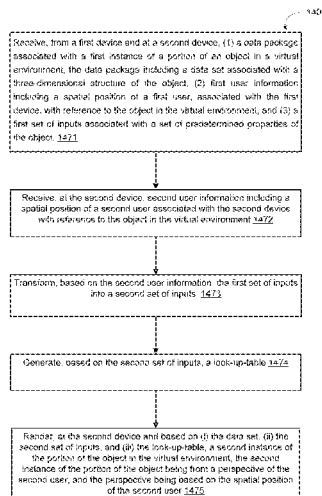 140
Receive, from a first device and at a second device, (1) a data package
associated with a first instance of a portion of an object in a virtual
environment, the data package including a data set associated with a
three-dimensional structure of the object, (2) first user information
including a spatial position of a first user, associated with the first
device, with reference to the object in the virtual environment, and (3) a
first set of inputs associated with a set of predetermined properties of
the object 1471
Receive, at the second device, second user information including a
spatial position of a second user associated with the second device
with reference to the object in the virtual environment 1472
Transform, based on the second user information, the first set of inputs
into a second set of inputs 1473
Generate, based on the second set of inputs, a look-up-table 1474
Render, at the second device and based on (i) the data set, (ii) the
second set of inputs, and (iii) the look-up-table, a second instance of
the portion of the object in the virtual environment, the second
instance of the portion of the object being from a perspective of the
second user, and the perspective being based on the spatial position
of the second user 1475